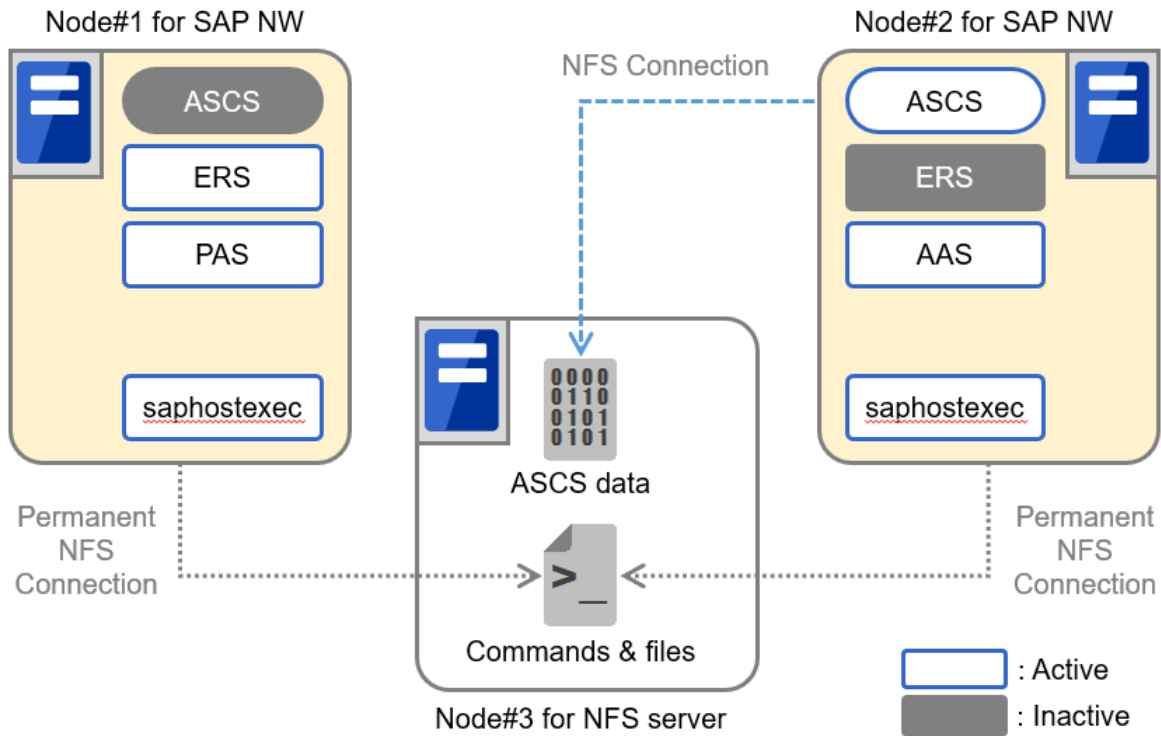 Node#1 for SAP NW
Node#2 for SAP NW
NFS Connection
ASCS
ERS
PAS
saphostexec
ASCS
ERS
AAS
saphostexec
0000
0110
0101
0101
ASCS data
Permanent
NFS
Connection
Permanent
NFS
Connection
>_
Commands & files
Node#3 for NFS server
: Active
: Inactive